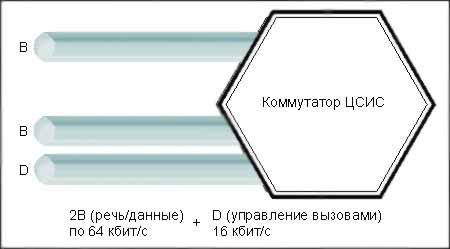 B
Коммутатор ЦСИС
B
D
2B (речь/данные) + D (управление вызовами)
по 64 кбит/с 16 кбит/с